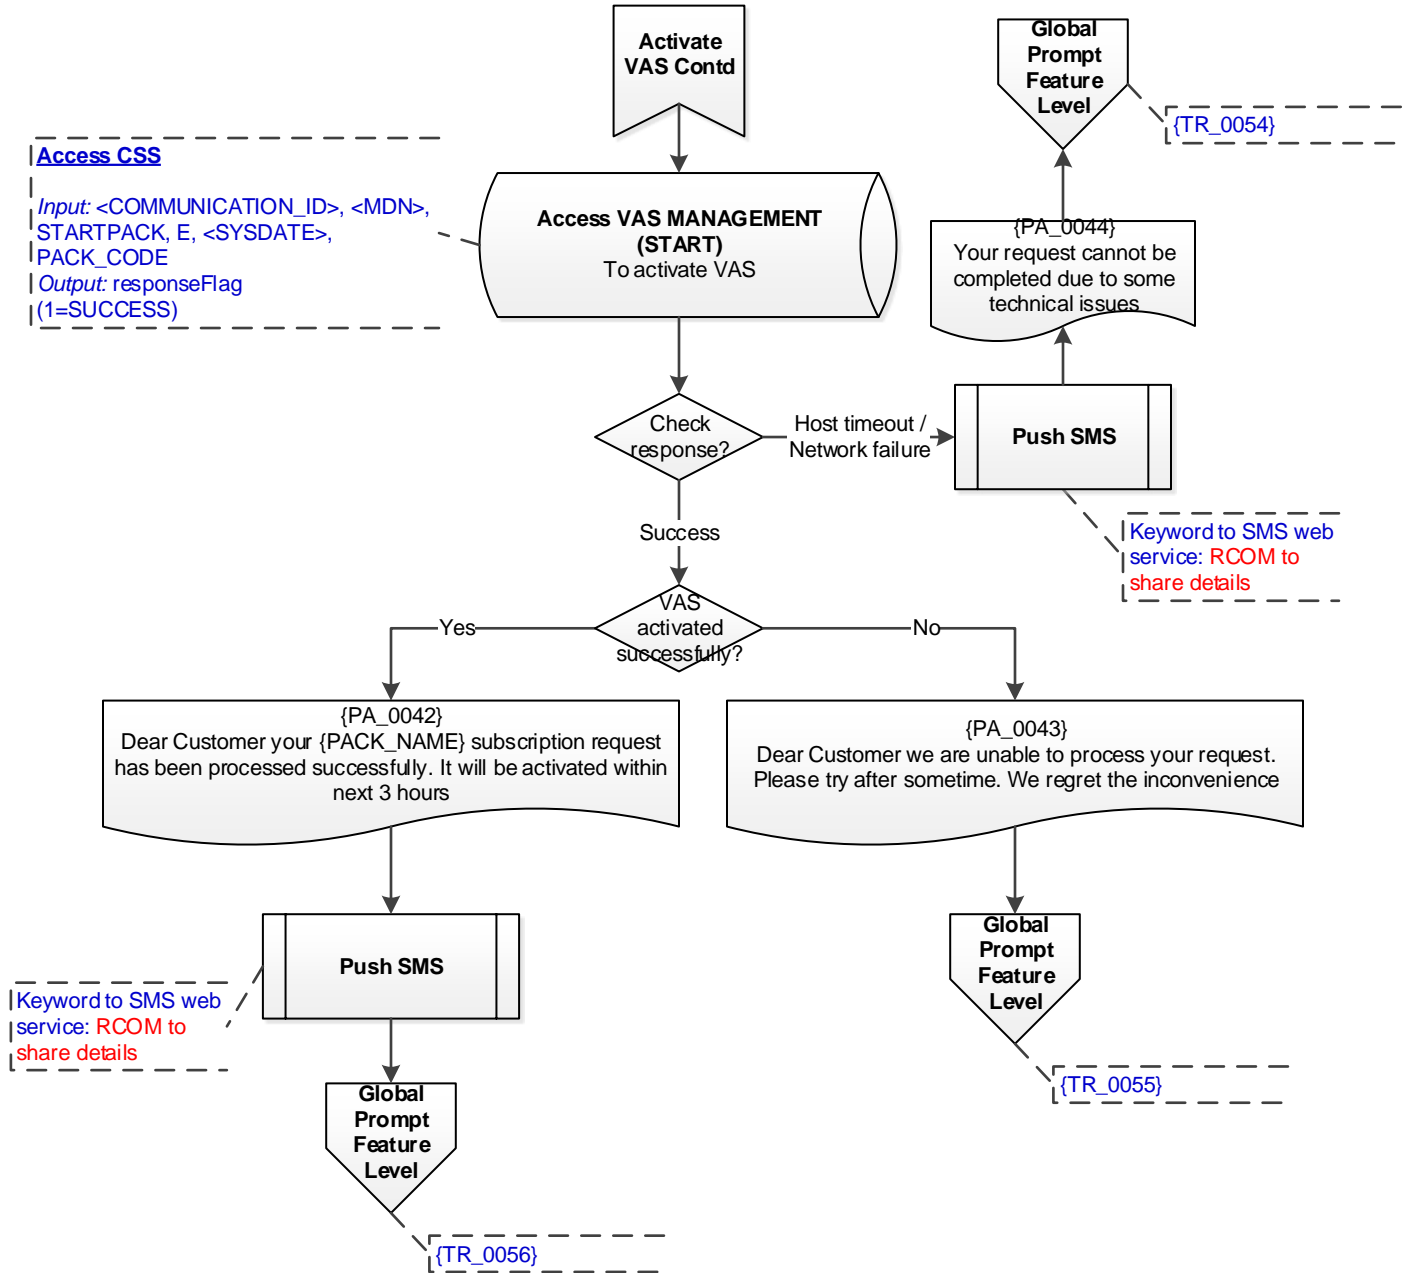 Activate
VAS Contd
Global
Prompt
Feature
Level
{TR_0054}
Access CSS
Input: <COMMUNICATION_ID>, <MDN>,
STARTPACK, E, <SYSDATE>,
PACK_CODE
Output: responseFlag
(1=SUCCESS)
Access VAS MANAGEMENT
(START)
To activate VAS
{PA_0044}
Your request cannot be
completed due to some
technical issues
Check
response?
Host timeout /
Network failure
Push SMS
Keyword to SMS web
service: RCOM to
share details
Success
VAS
activated
successfully?
Yes
No
{PA_0042}
Dear Customer your {PACK_NAME} subscription request
has been processed successfully. It will be activated within
next 3 hours
{PA_0043}
Dear Customer we are unable to process your request.
Please try after sometime. We regret the inconvenience
Push SMS
Keyword to SMS web
service: RCOM to
share details
Global
Prompt
Feature
Level
{TR_0055}
Global
Prompt
Feature
Level
{TR_0056}